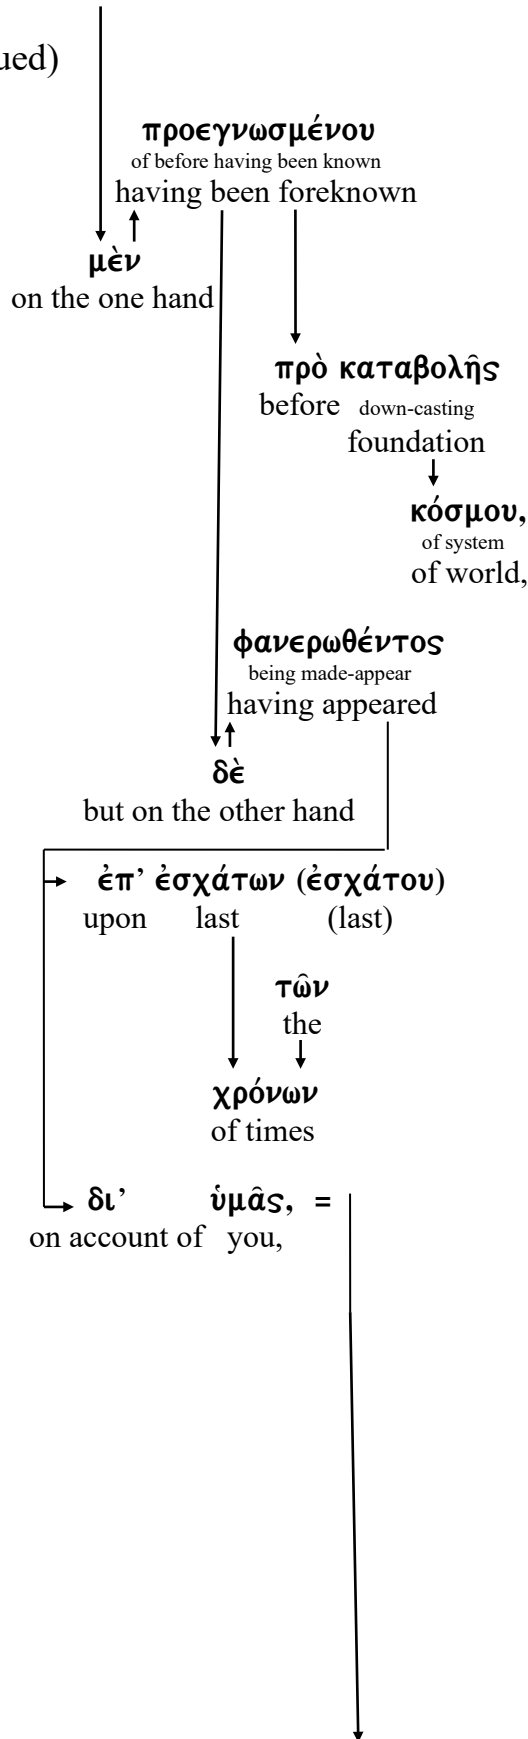 ued)
προεγνωσμένου
of before having been known
having been foreknown
μὲν
on the one hand
πρὸ καταβολῆς
before down-casting
foundation
κόσμου,
of system
of world,
φανερωθέντος
being made-appear
having appeared
δὲ
but on the other hand
ἐπ’ ἐσχάτων (ἐσχάτου)
upon last (last)
τῶν
the
χρόνων
of times
δι’ ὑμᾶς, =
on account of you,